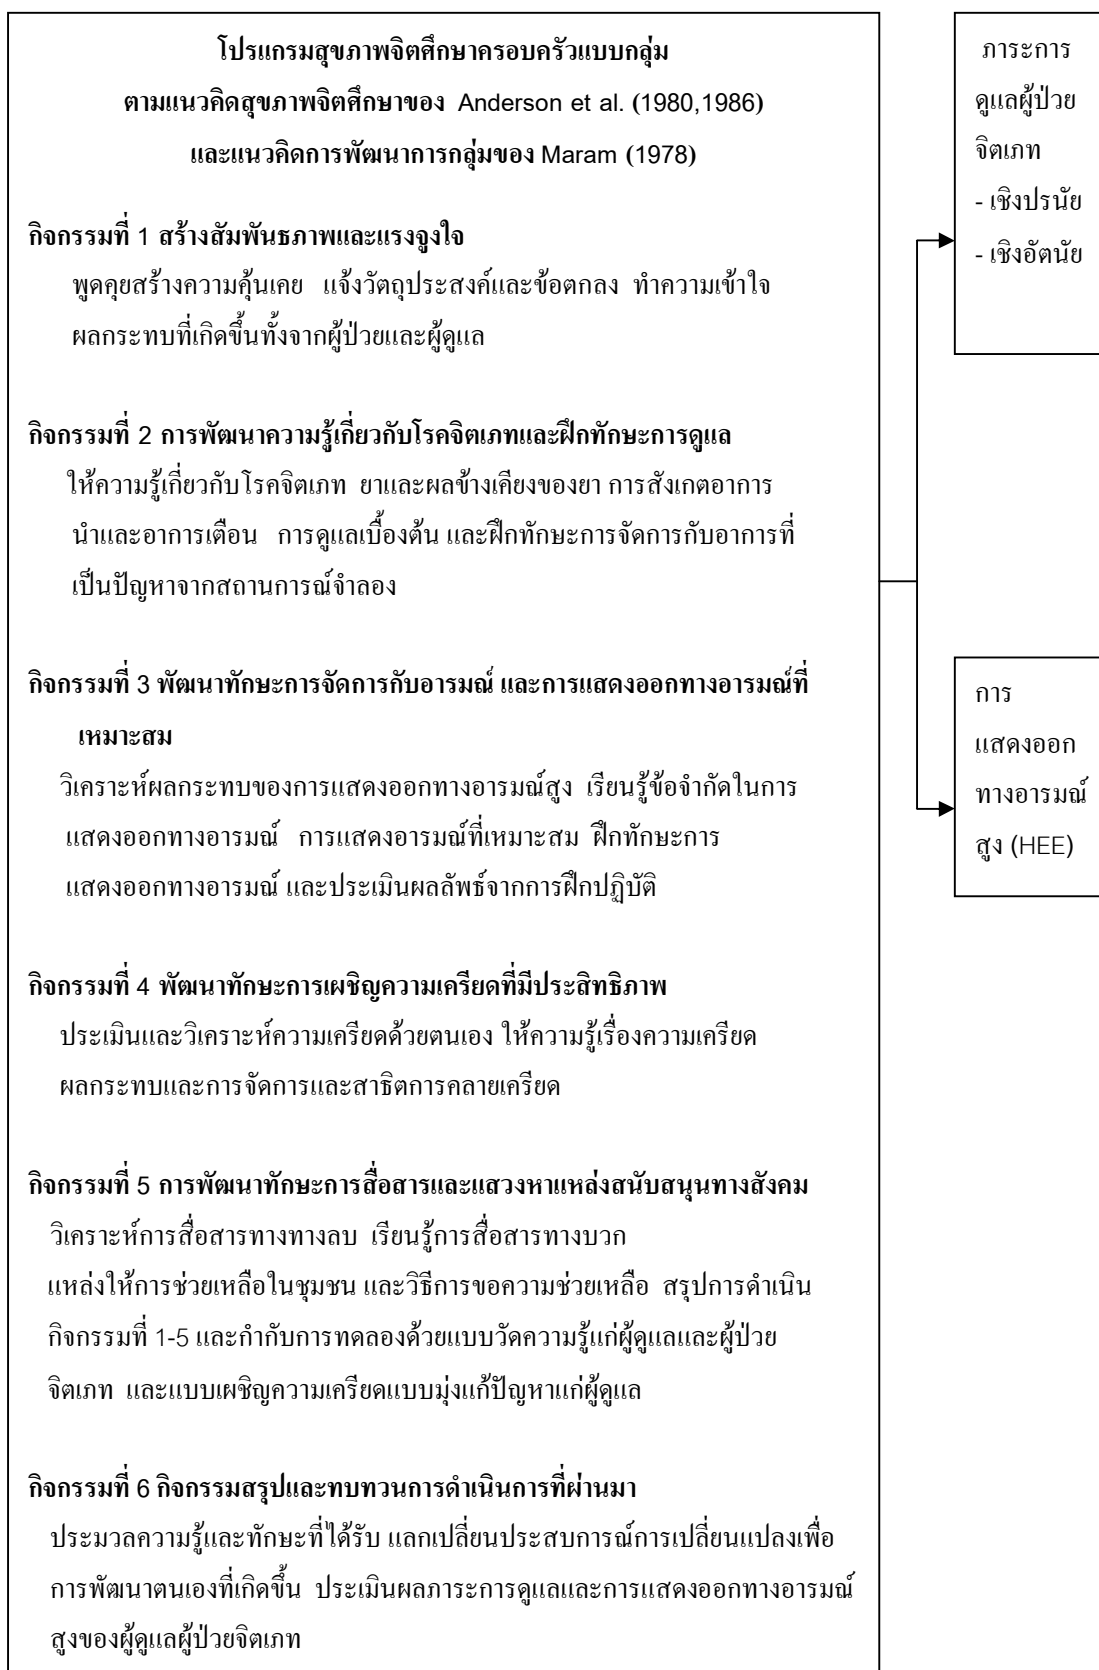 โปรแกรมสุขภาพจิตศึกษาครอบครัวแบบกลุ่ม
ตามแนวคิดสุขภาพจิตศึกษาของ Anderson et al. (1980,1986)
และแนวคิดการพัฒนาการกลุ่มของ Maram (1978)
กิจกรรมที่ 1 สร้างสัมพันธภาพและแรงจูงใจ
พูดคุยสร้างความคุ้นเคย แจ้งวัตถุประสงค์และข้อตกลง ทำความเข้าใจ
ผลกระทบที่เกิดขึ้นทั้งจากผู้ป่วยและผู้ดูแล
กิจกรรมที่ 2 การพัฒนาความรู้เกี่ยวกับโรคจิตเภทและฝึกทักษะการดูแล
ให้ความรู้เกี่ยวกับโรคจิตเภท ยาและผลข้างเคียงของยา การสังเกตอาการ
นำและอาการเตือน การดูแลเบื้องต้น และฝึกทักษะการจัดการกับอาการที่
เป็นปัญหาจากสถานการณ์จำลอง
กิจกรรมที่ 3 พัฒนาทักษะการจัดการกับอารมณ์ และการแสดงออกทางอารมณ์ที่
เหมาะสม
วิเคราะห์ผลกระทบของการแสดงออกทางอารมณ์สูง เรียนรู้ข้อจำกัดในการ
แสดงออกทางอารมณ์ การแสดงอารมณ์ที่เหมาะสม ฝึกทักษะการ
แสดงออกทางอารมณ์ และประเมินผลลัพธ์จากการฝึกปฏิบัติ
กิจกรรมที่ 4 พัฒนาทักษะการเผชิญความเครียดที่มีประสิทธิภาพ
ประเมินและวิเคราะห์ความเครียดด้วยตนเอง ให้ความรู้เรื่องความเครียด
ผลกระทบและการจัดการและสาธิตการคลายเครียด
กิจกรรมที่ 5 การพัฒนาทักษะการสื่อสารและแสวงหาแหล่งสนับสนุนทางสังคม
วิเคราะห์การสื่อสารทางทางลบ เรียนรู้การสื่อสารทางบวก
แหล่งให้การช่วยเหลือในชุมชน และวิธีการขอความช่วยเหลือ สรุปการดำเนิน
กิจกรรมที่ 1-5 และกำกับการทดลองด้วยแบบวัดความรู้แก่ผู้ดูแลและผู้ป่วย
จิตเภท และแบบเผชิญความเครียดแบบมุ่งแก้ปัญหาแก่ผู้ดูแล
กิจกรรมที่ 6 กิจกรรมสรุปและทบทวนการดำเนินการที่ผ่านมา
ประมวลความรู้และทักษะที่ได้รับ แลกเปลี่ยนประสบการณ์การเปลี่ยนแปลงเพื่อ
การพัฒนาตนเองที่เกิดขึ้น ประเมินผลภาระการดูแลและการแสดงออกทางอารมณ์
สูงของผู้ดูแลผู้ป่วยจิตเภท
ภาระการ
ดูแลผู้ป่วย
จิตเภท
- เชิงปรนัย
- เชิงอัตนัย
การ
แสดงออก
ทางอารมณ์
สูง (HEE)